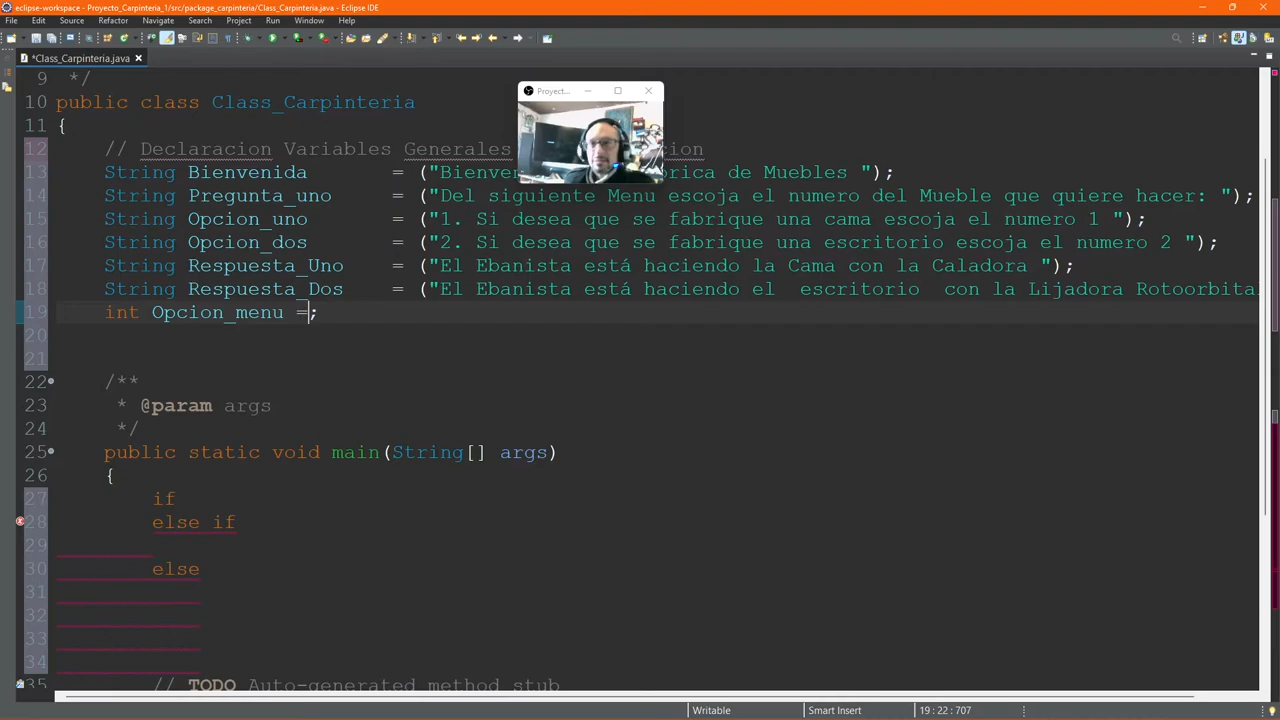 eclipse-workspace - Proyecto_Carpinteria_1/src/package_carpinteria/Class_Carpinteria.java - Eclipse IDE
File Edit Source Refactor Navigate Search Project Run Window Help
*Class_Carpinteria.java
Proyec...
9 */
10 public class Class_Carpinteria
11 {
12 // Declaracion Variables Generales
13 String Bienvenida = ("Bienven rica de Muebles ");
14 String Pregunta_uno = ("Del siguiente Menu escoja el numero del Mueble que quiere hacer: ");
15 String Opcion_uno = ("1. Si desea que se fabrique una cama escoja el numero 1 ");
16 String Opcion_dos = ("2. Si desea que se fabrique una escritorio escoja el numero 2 ");
17 String Respuesta_Uno = ("El Ebanista está haciendo la Cama con la Caladora ");
18 String Respuesta_Dos = ("El Ebanista está haciendo el escritorio con la Lijadora Rotoorbital
19 int Opcion_menu =;
20
21
22 /**
23 * @param args
24 */
25 public static void main(String[] args)
26 {
27 if
28 else if
29
30 else
31
32
33
34
35 // TODO Auto-generated method stub
Writable Smart Insert 19 : 22 : 707